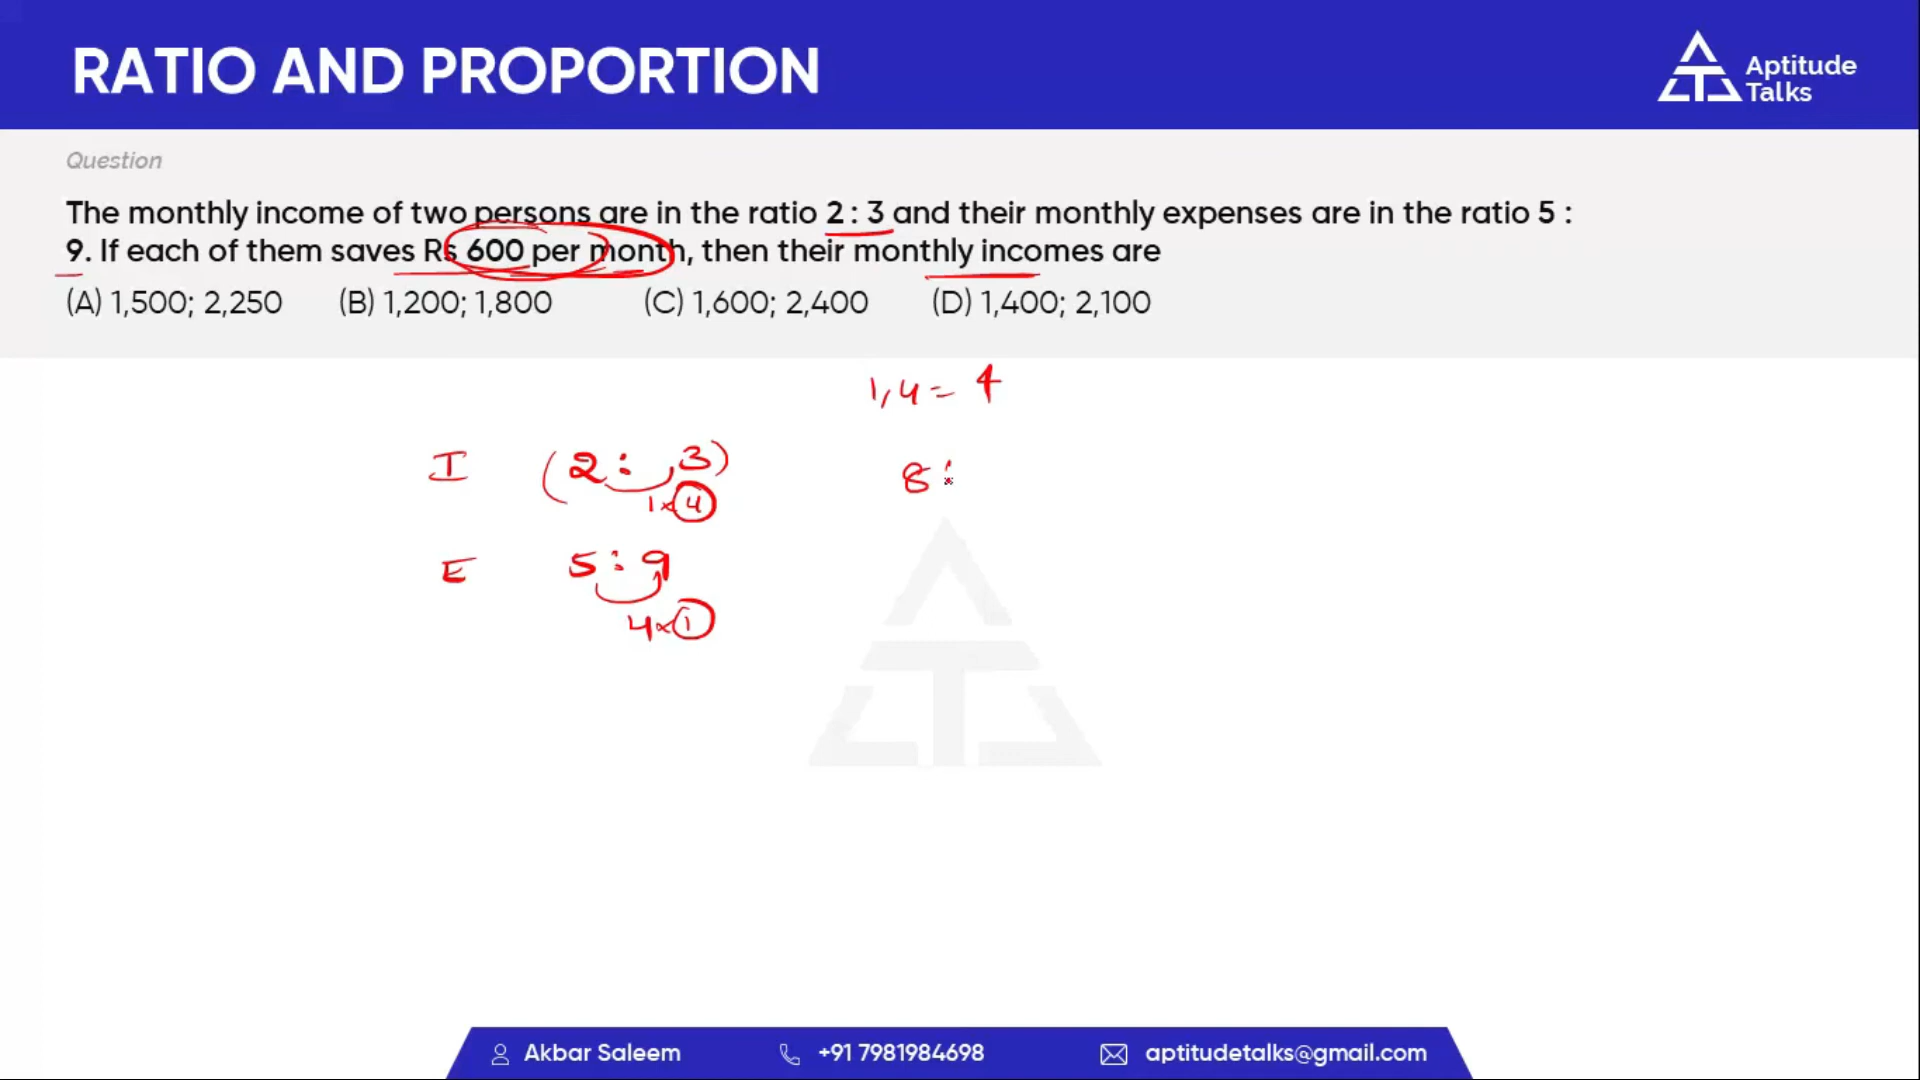 RATIO AND PROPORTION
Aptitude
Talks
Question
The monthly income of two persons are in the ratio 2 : 3 and their monthly expenses are in the ratio 5 :
9. If each of them saves Rs 600 per month, then their monthly incomes are
(A) 1,500; 2,250 (B) 1,200; 1,800 (C) 1,600; 2,400 (D) 1,400; 2,100
1,4 = 4
I (2 : 3) 8 :
1×4
E 5 : 9
4×1
Akbar Saleem +91 7981984698 aptitudetalks@gmail.com